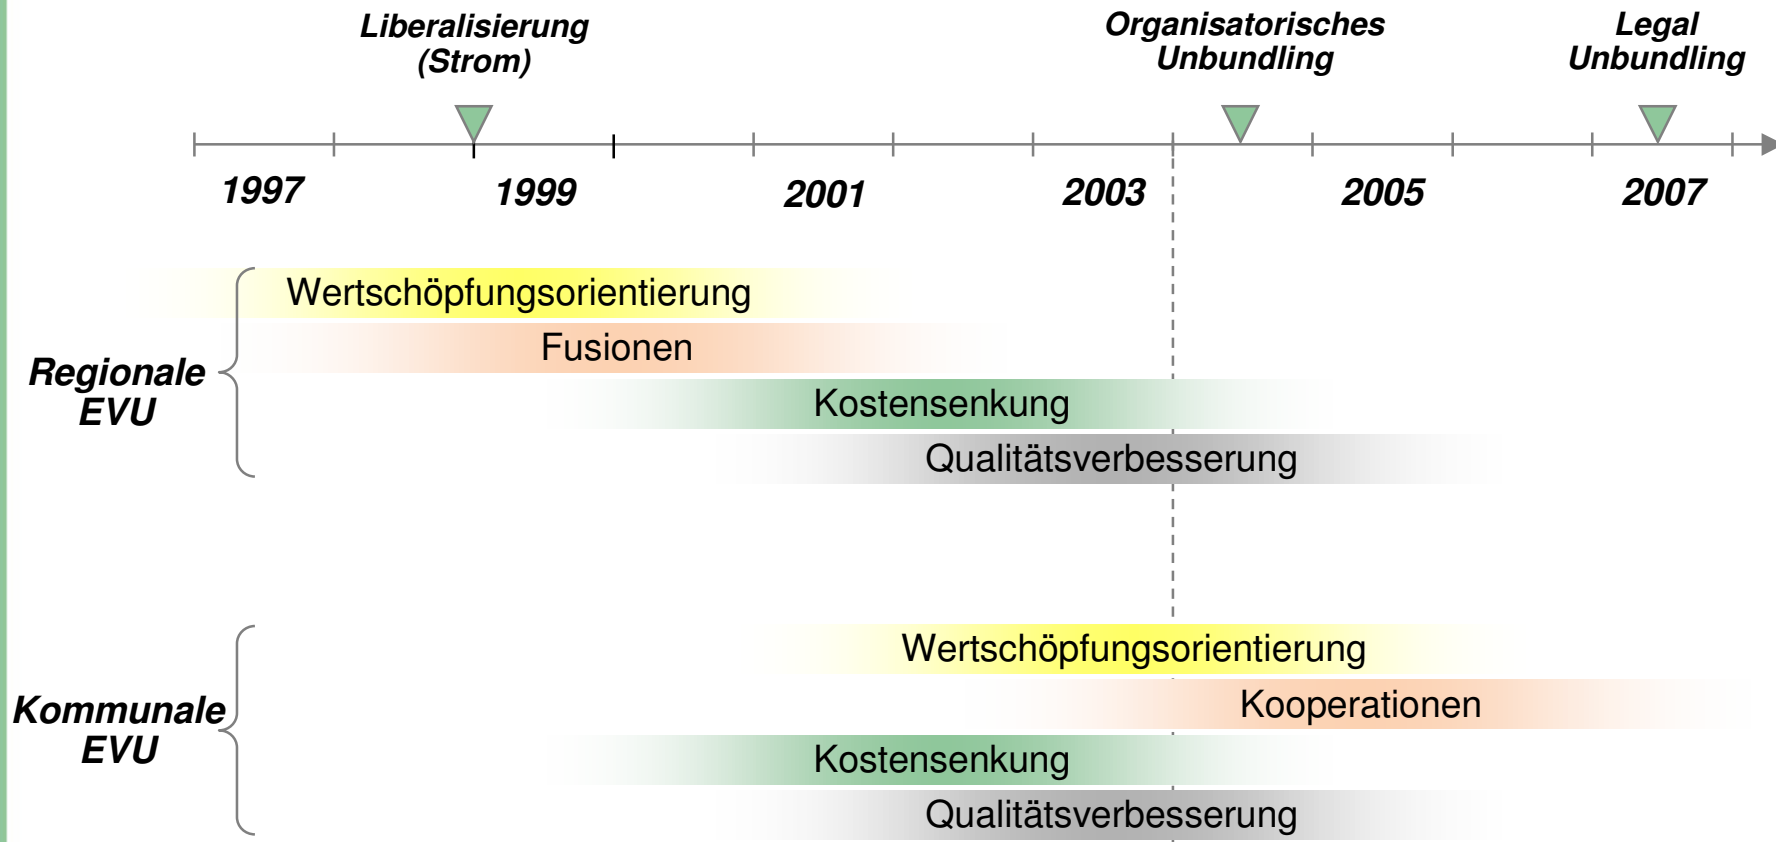 Liberalisierung
(Strom)
Organisatorisches
Unbundling
Legal
Unbundling
1997
1999
2001
2003
2005
2007
Regionale
EVU
Wertschöpfungsorientierung
Fusionen
Kostensenkung
Qualitätsverbesserung
Kommunale
EVU
Wertschöpfungsorientierung
Kooperationen
Kostensenkung
Qualitätsverbesserung